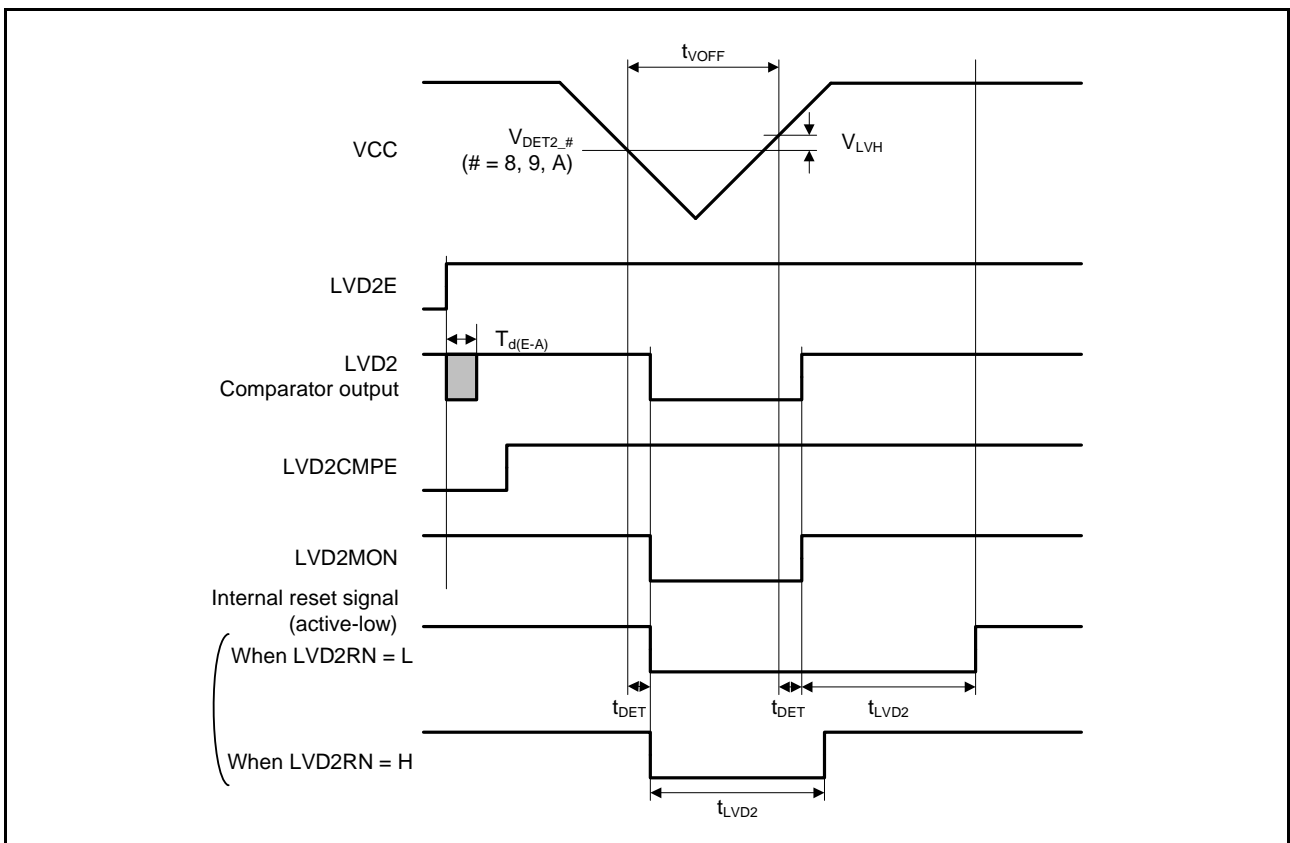 tVOFF
VCC
VDET2_#
(# = 8, 9, A)
VLVH
LVD2E
Td(E-A)
LVD2
Comparator output
LVD2CMPE
LVD2MON
Internal reset signal
(active-low)
When LVD2RN = L
tDET
tDET
tLVD2
When LVD2RN = H
tLVD2